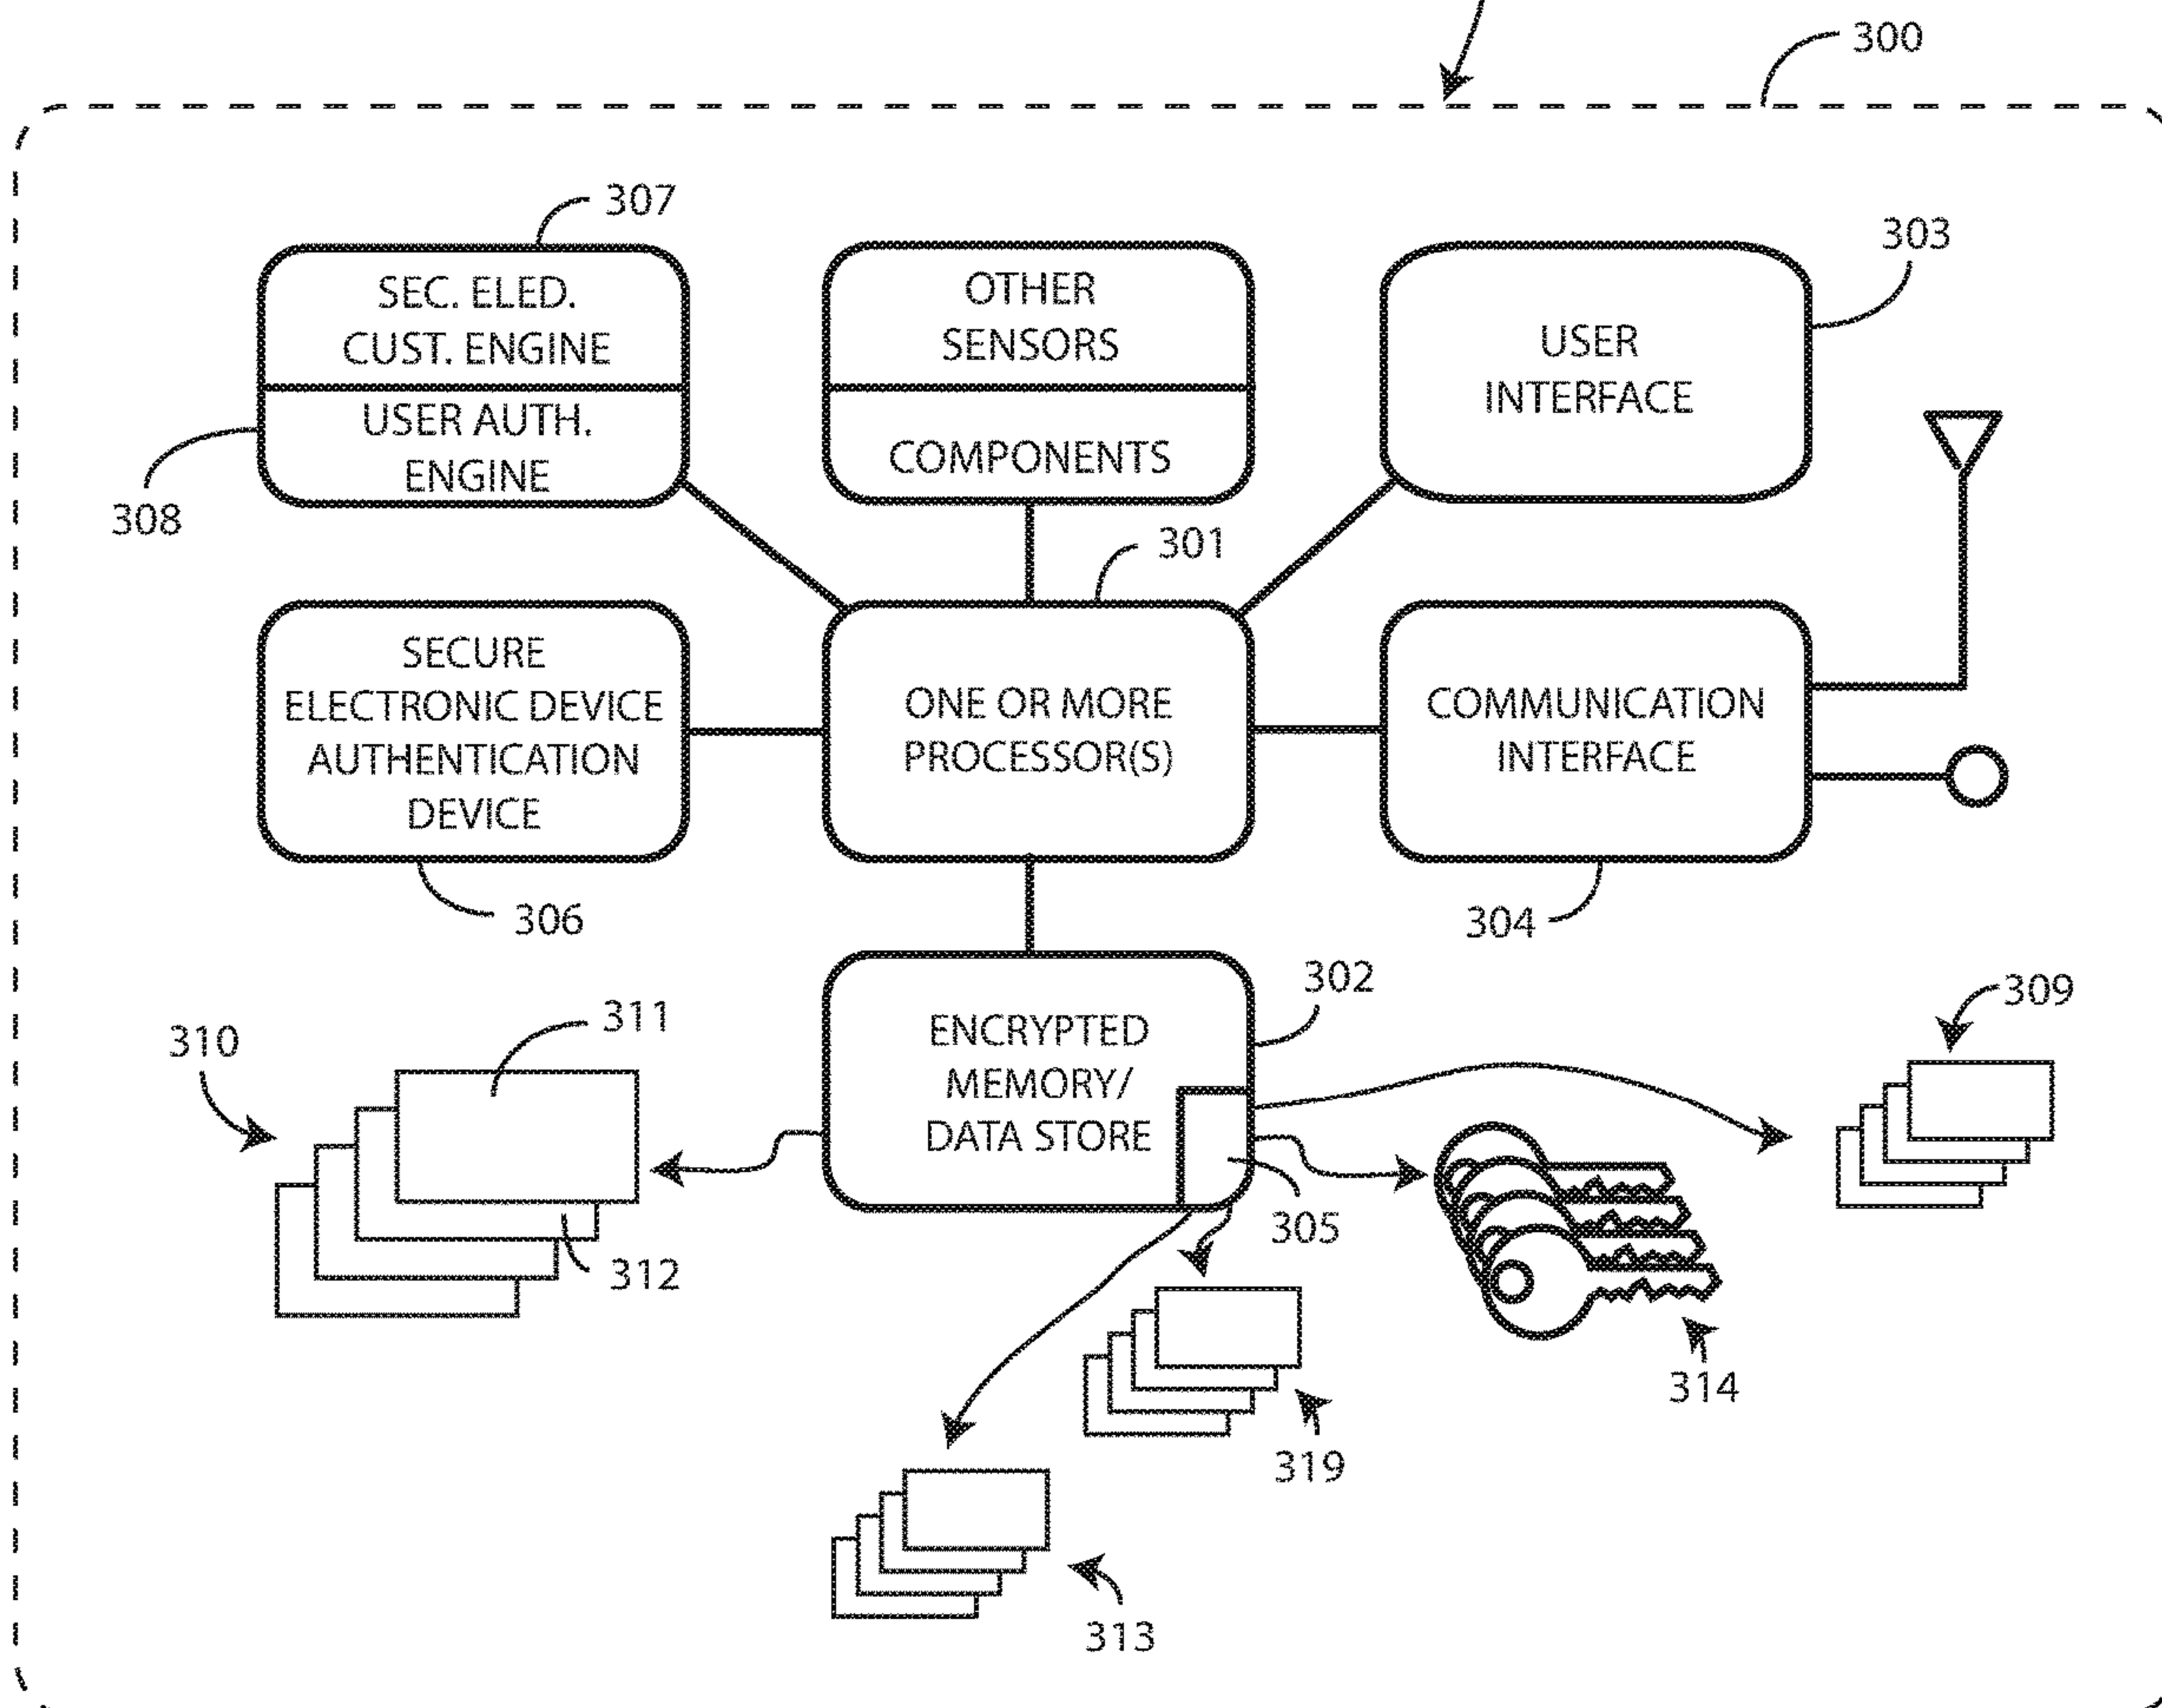 300
307
303
SEC. ELED.
CUST. ENGINE
USER AUTH.
ENGINE
308
OTHER
SENSORS
COMPONENTS
USER
INTERFACE
301
SECURE
ELECTRONIC DEVICE
AUTHENTICATION
DEVICE
306
ONE OR MORE
PROCESSOR(S)
COMMUNICATION
INTERFACE
304
302
309
310
311
312
ENCRYPTED
MEMORY/
DATA STORE
305
314
319
313